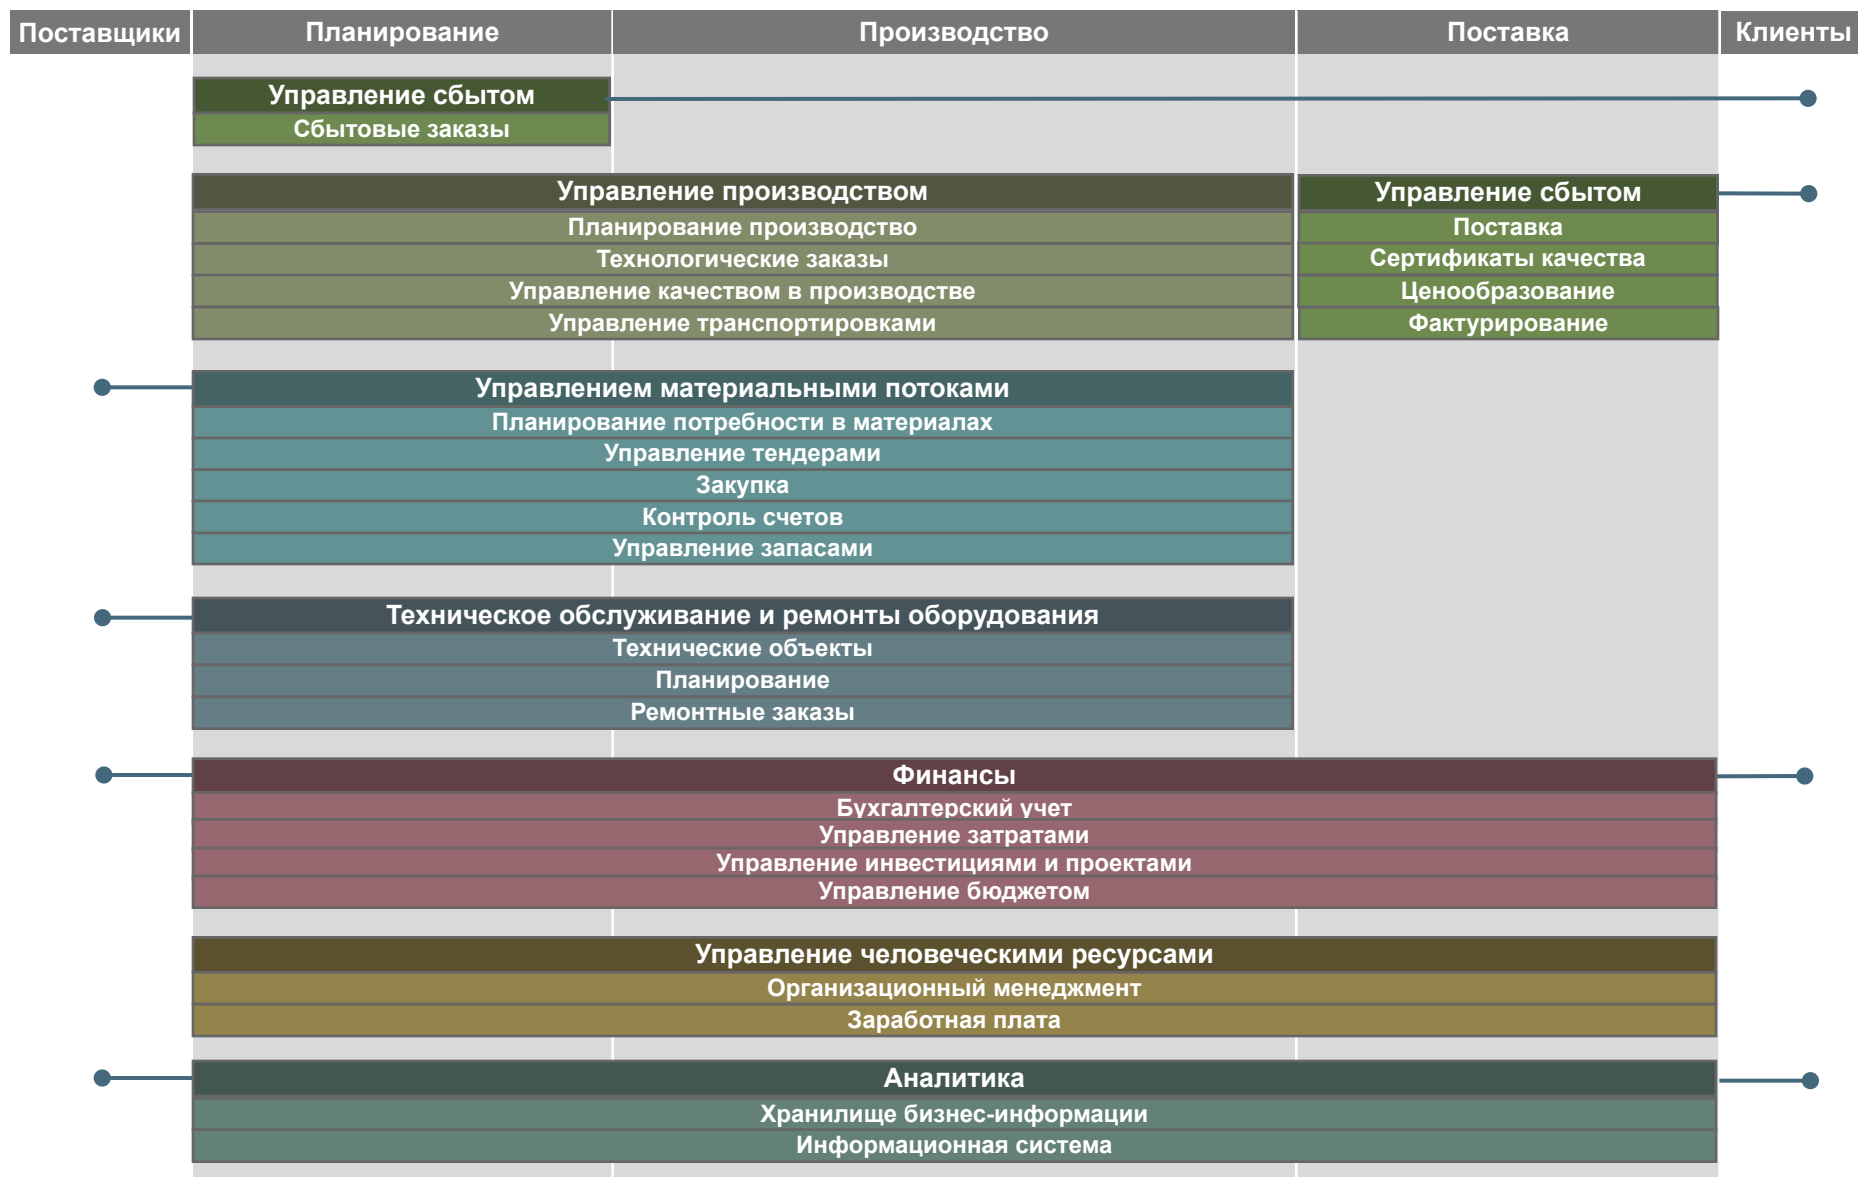 Поставщики
Планирование
Производство
Поставка
Клиенты
Управление сбытом
Сбытовые заказы
Управление производством
Планирование производство
Технологические заказы
Управление качеством в производстве
Управление транспортировками
Управление сбытом
Поставка
Сертификаты качества
Ценообразование
Фактурирование
Управлением материальными потоками
Планирование потребности в материалах
Управление тендерами
Закупка
Контроль счетов
Управление запасами
Техническое обслуживание и ремонты оборудования
Технические объекты
Планирование
Ремонтные заказы
Финансы
Бухгалтерский учет
Управление затратами
Управление инвестициями и проектами
Управление бюджетом
Управление человеческими ресурсами
Организационный менеджмент
Заработная плата
Аналитика
Хранилище бизнес-информации
Информационная система